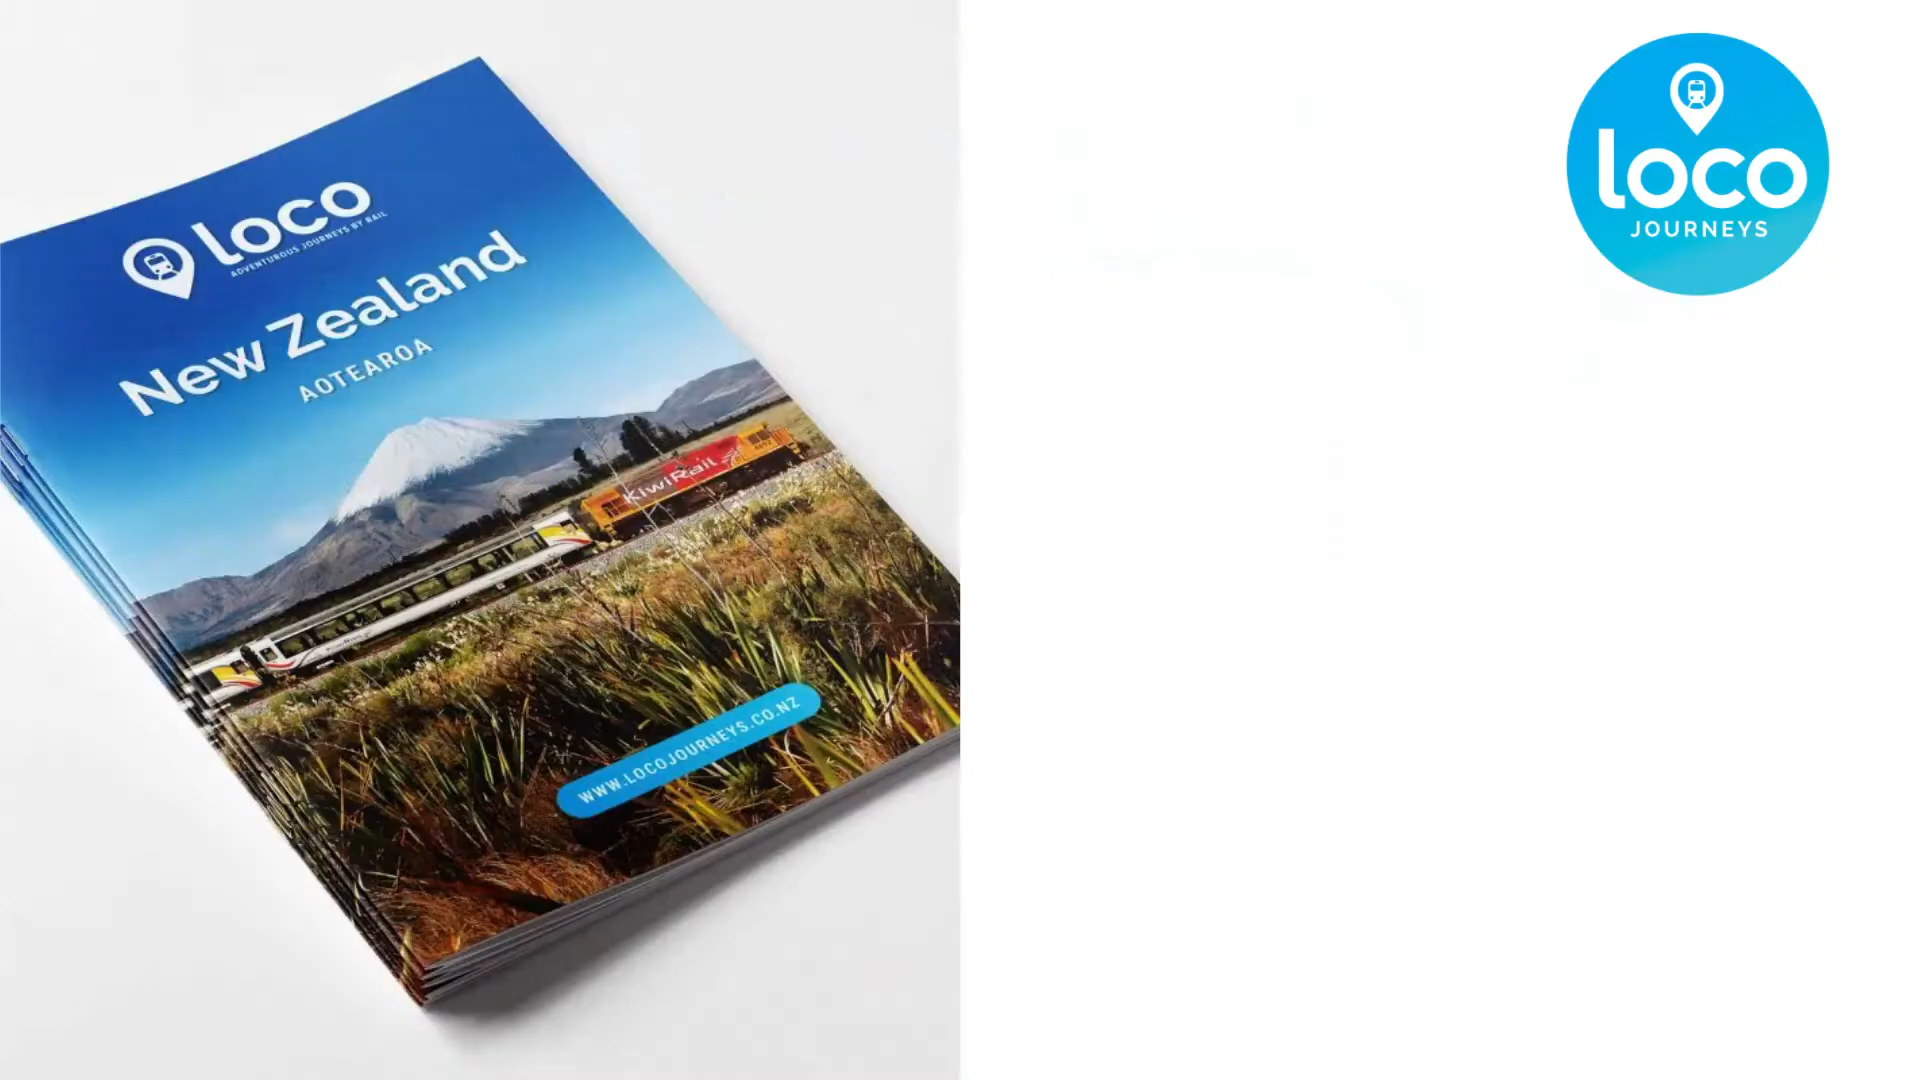 loco
ADVENTUROUS JOURNEYS BY RAIL
New Zealand
AOTEAROA
KiwiRail
WWW.LOCOJOURNEYS.CO.NZ
loco
JOURNEYS